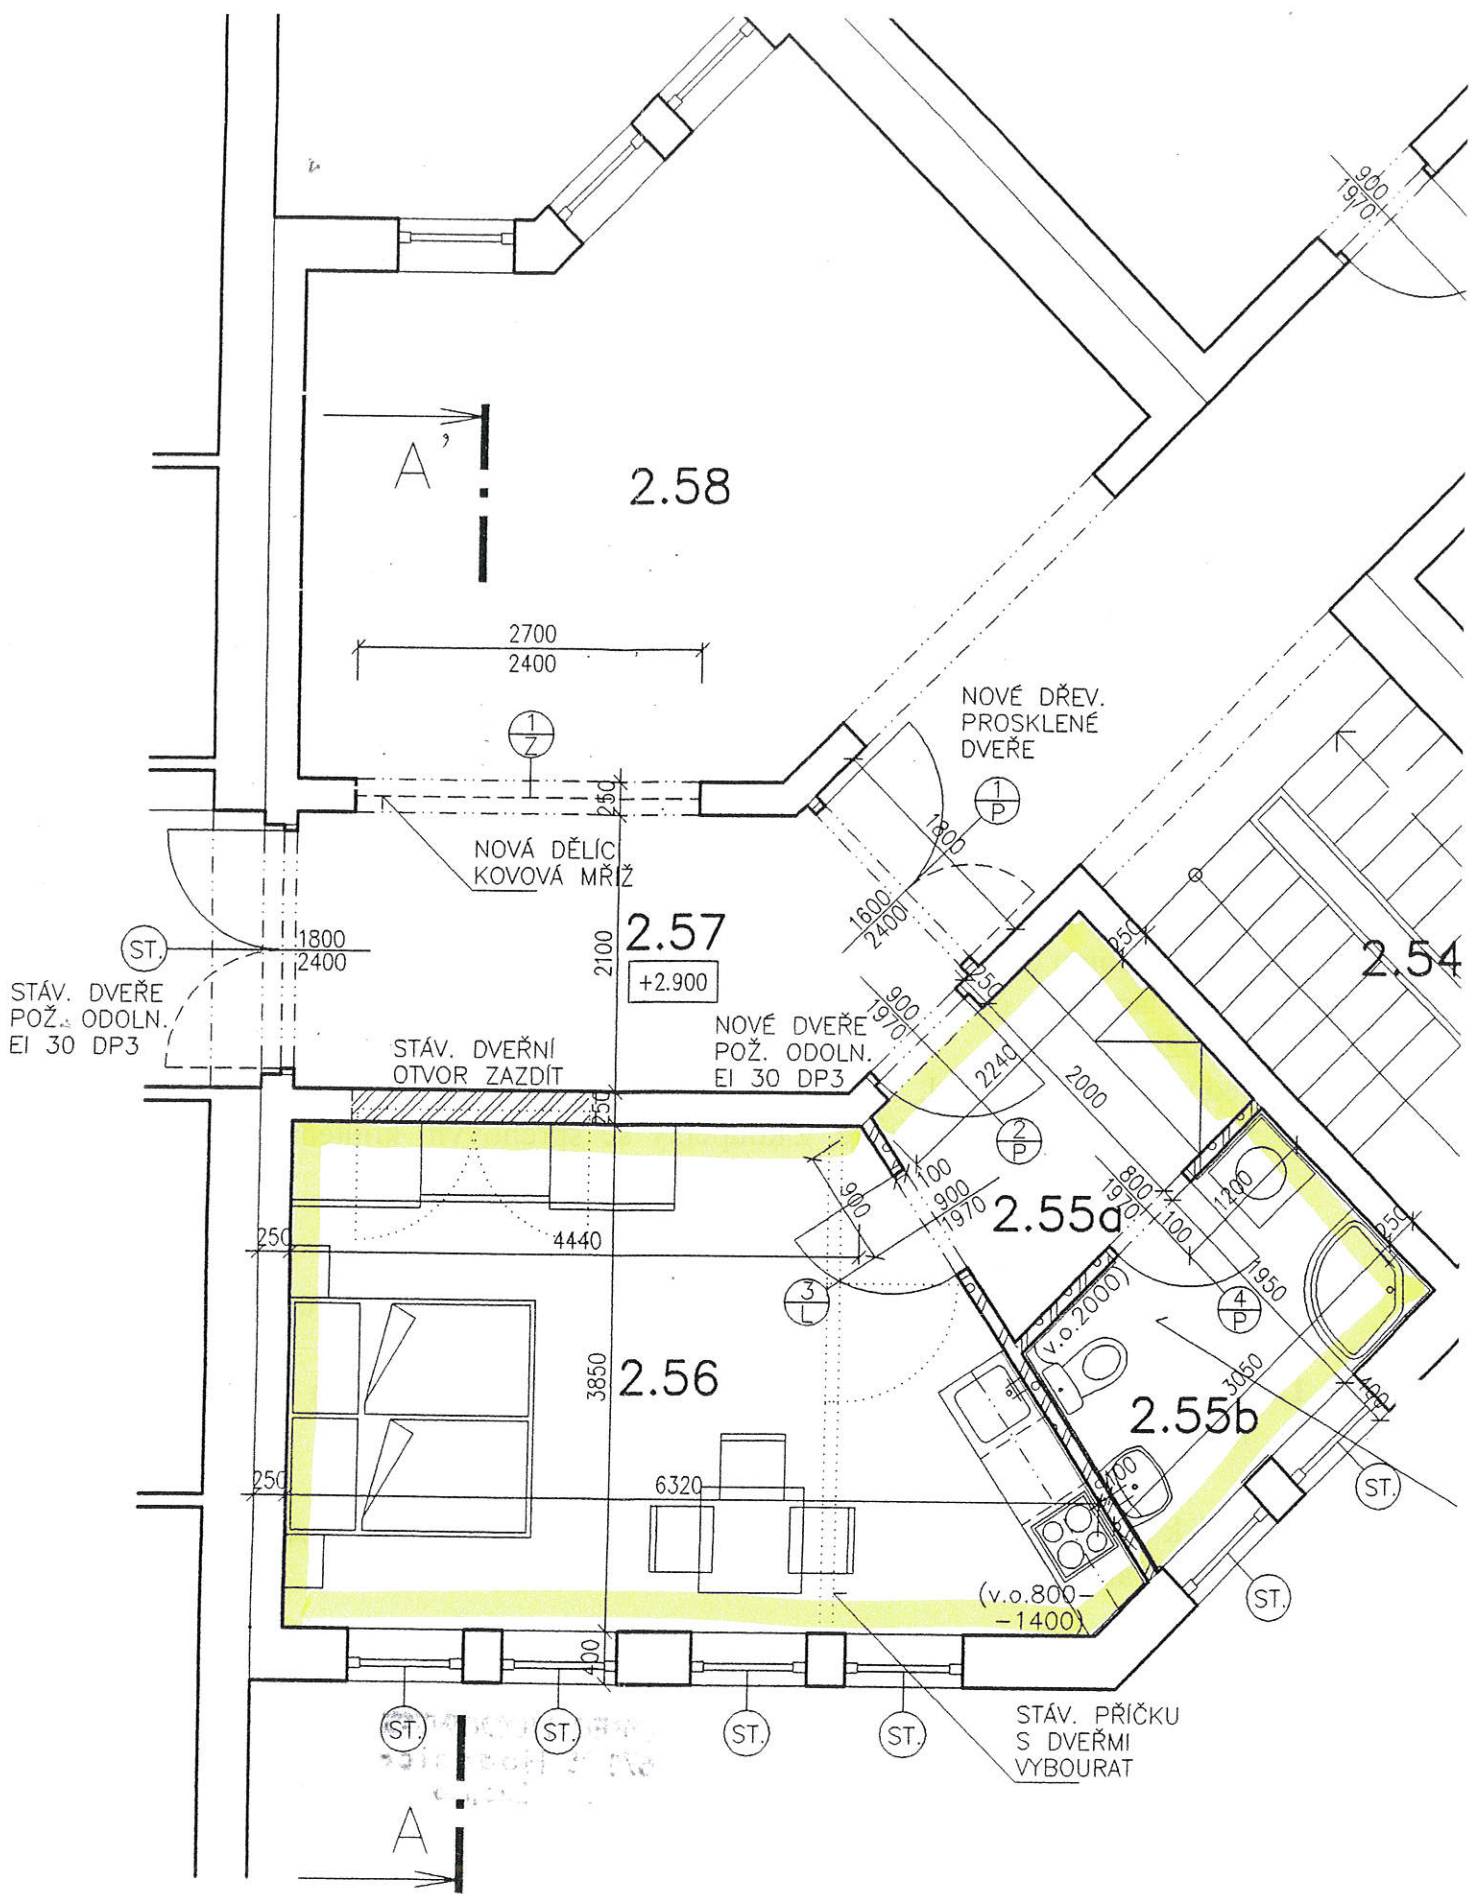 900
1970
A'
2.58
2700
2400
NOVÉ DŘEV.
PROSKLENÉ
DVEŘE
1
Z
1
P
250
1800
NOVÁ DĚLÍC
KOVOVÁ MŘÍŽ
1600
2400
2.57
+2.900
2100
ST.
1800
2400
250
2.54
STÁV. DVEŘE
POŽ. ODOLN.
EI 30 DP3
250
900
1970
NOVÉ DVEŘE
POŽ. ODOLN.
EI 30 DP3
STÁV. DVEŘNÍ
OTVOR ZAZDÍT
2240
2000
250
2
P
100
900
900
1970
800
1970
100
1200
2.55a
250
250
4440
1950
3
L
4
P
(v.o.2000)
3850
2.56
3050
400
2.55b
250
6320
100
ST.
(v.o.800-
-1400)
ST.
400
ST.
ST.
ST.
ST.
STÁV. PŘÍČKU
S DVEŘMI
VYBOURAT
A